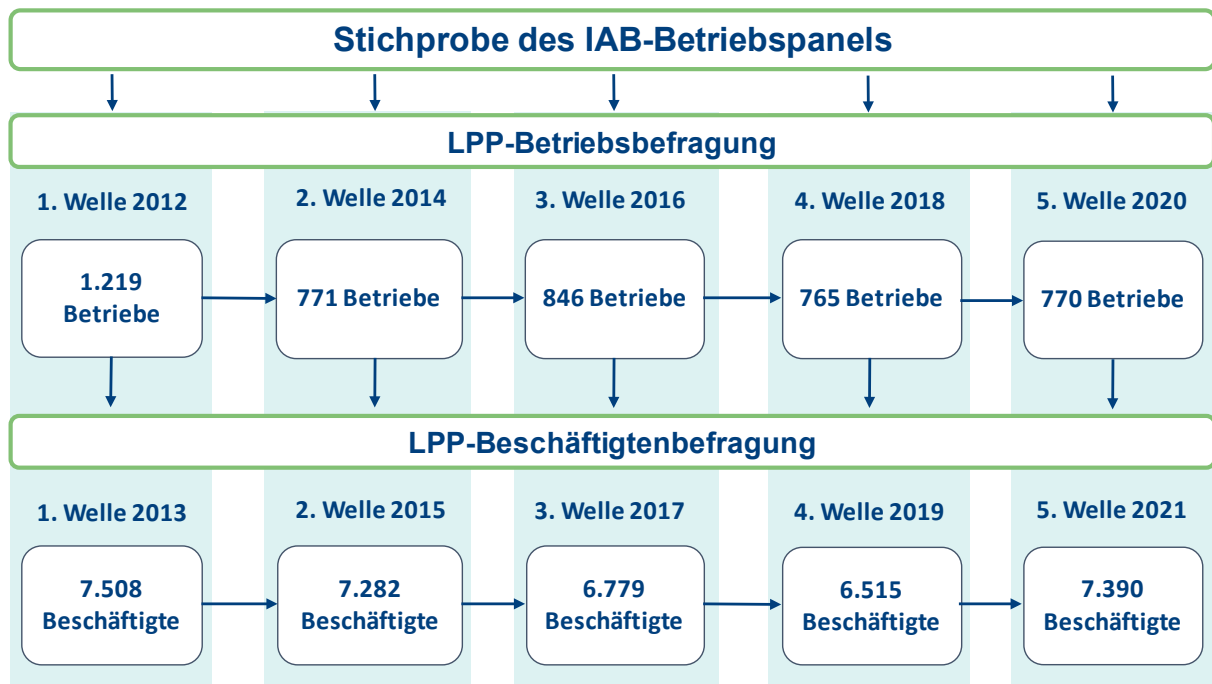 Stichprobe des IAB-Betriebspanels
LPP-Betriebsbefragung
1. Welle 2012
2. Welle 2014
3. Welle 2016
4. Welle 2018
5. Welle 2020
1.219
Betriebe
771 Betriebe
846 Betriebe
765 Betriebe
770 Betriebe
LPP-Beschäftigtenbefragung
1. Welle 2013
2. Welle 2015
3. Welle 2017
4. Welle 2019
5. Welle 2021
7.508
Beschäftigte
7.282
Beschäftigte
6.779
Beschäftigte
6.515
Beschäftigte
7.390
Beschäftigte